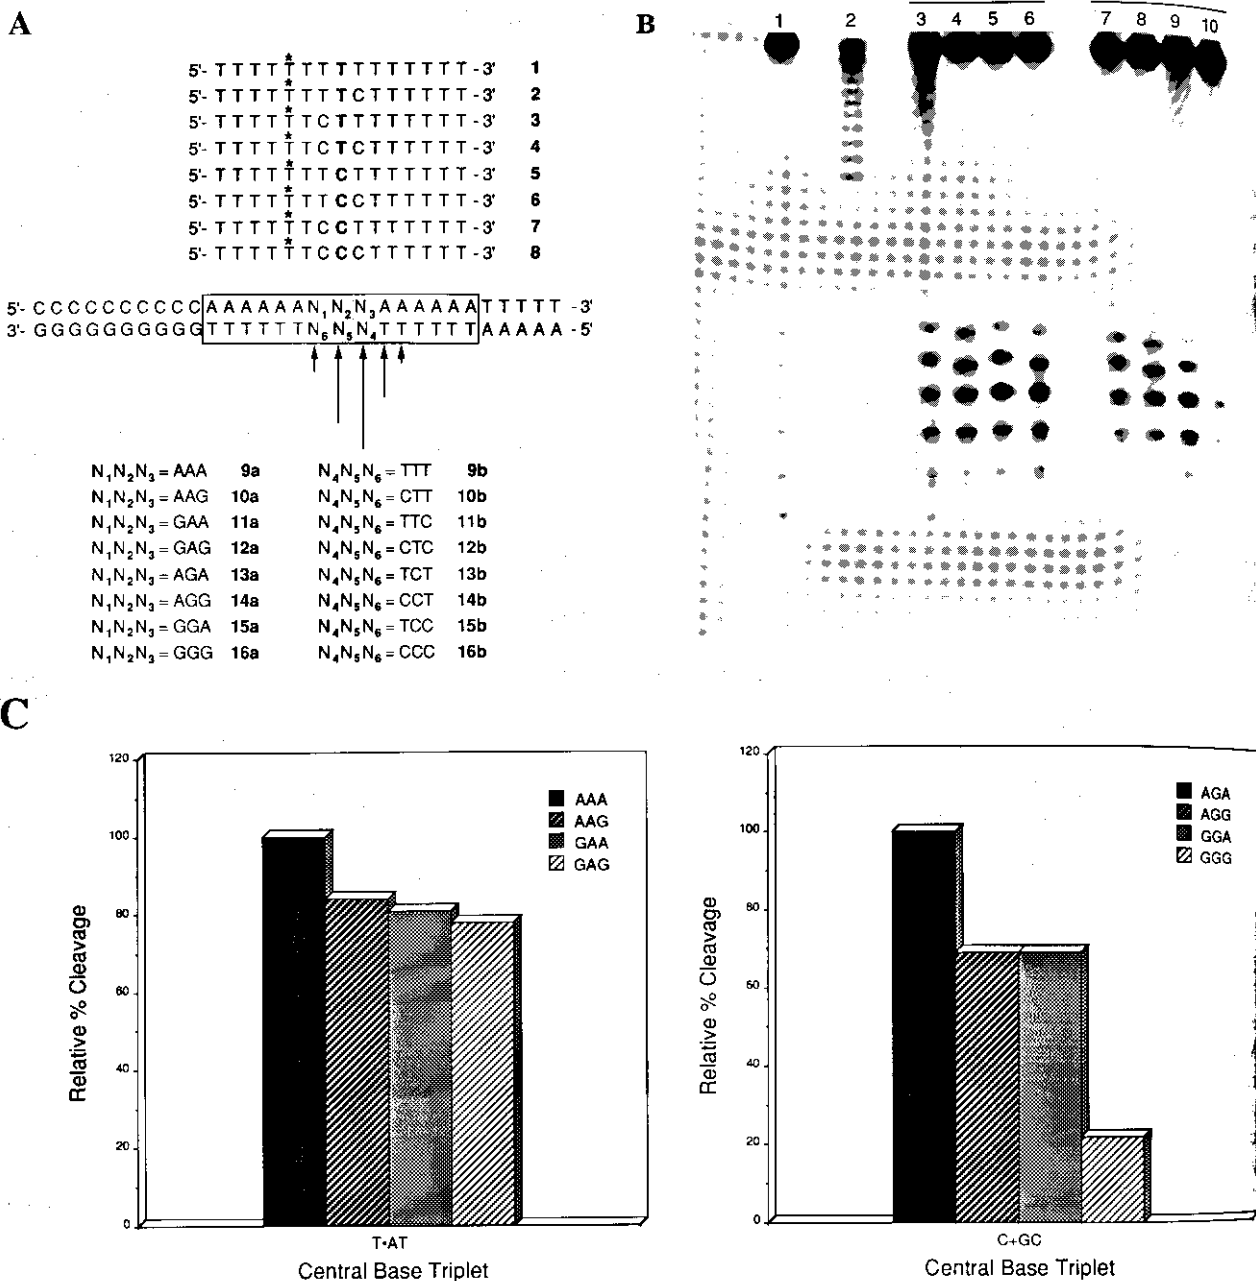 A
5'- T T T T T T T T T T T T T T T -3' 1
5'- T T T T T T T T C T T T T T T -3' 2
5'- T T T T T T C T T T T T T T T -3' 3
5'- T T T T T T C T C T T T T T T -3' 4
5'- T T T T T T T C T T T T T T T -3' 5
5'- T T T T T T T C C T T T T T T -3' 6
5'- T T T T T T C C T T T T T T T -3' 7
5'- T T T T T T C C C T T T T T T -3' 8
5'- C C C C C C C C C C A A A A A A N₁ N₂ N₃ A A A A A A T T T T T -3'
3'- G G G G G G G G G G T T T T T T N₆ N₅ N₄ T T T T T T A A A A A -5'
N₁N₂N₃ = AAA 9a N₄N₅N₆ = TTT 9b
N₁N₂N₃ = AAG 10a N₄N₅N₆ = CTT 10b
N₁N₂N₃ = GAA 11a N₄N₅N₆ = TTC 11b
N₁N₂N₃ = GAG 12a N₄N₅N₆ = CTC 12b
N₁N₂N₃ = AGA 13a N₄N₅N₆ = TCT 13b
N₁N₂N₃ = AGG 14a N₄N₅N₆ = CCT 14b
N₁N₂N₃ = GGA 15a N₄N₅N₆ = TCC 15b
N₁N₂N₃ = GGG 16a N₄N₅N₆ = CCC 16b
B
1 2 3 4 5 6 7 8 9 10
C
120
100
80
60
40
20
0
Relative % Cleavage
AAA
AAG
GAA
GAG
T•AT
Central Base Triplet
120
100
80
60
40
20
0
Relative % Cleavage
AGA
AGG
GGA
GGG
C+GC
Central Base Triplet